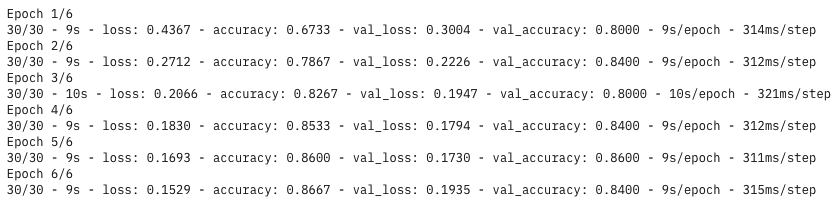 Epoch 1/6
30/30 - 9s - loss: 0.4367 - accuracy: 0.6733 - val_loss: 0.3004 - val_accuracy: 0.8000 - 9s/epoch - 314ms/step
Epoch 2/6
30/30 - 9s - loss: 0.2712 - accuracy: 0.7867 - val_loss: 0.2226 - val_accuracy: 0.8400 - 9s/epoch - 312ms/step
Epoch 3/6
30/30 - 10s - loss: 0.2066 - accuracy: 0.8267 - val_loss: 0.1947 - val_accuracy: 0.8000 - 10s/epoch - 321ms/step
Epoch 4/6
30/30 - 9s - loss: 0.1830 - accuracy: 0.8533 - val_loss: 0.1794 - val_accuracy: 0.8400 - 9s/epoch - 312ms/step
Epoch 5/6
30/30 - 9s - loss: 0.1693 - accuracy: 0.8600 - val_loss: 0.1730 - val_accuracy: 0.8600 - 9s/epoch - 311ms/step
Epoch 6/6
30/30 - 9s - loss: 0.1529 - accuracy: 0.8667 - val_loss: 0.1935 - val_accuracy: 0.8400 - 9s/epoch - 315ms/step